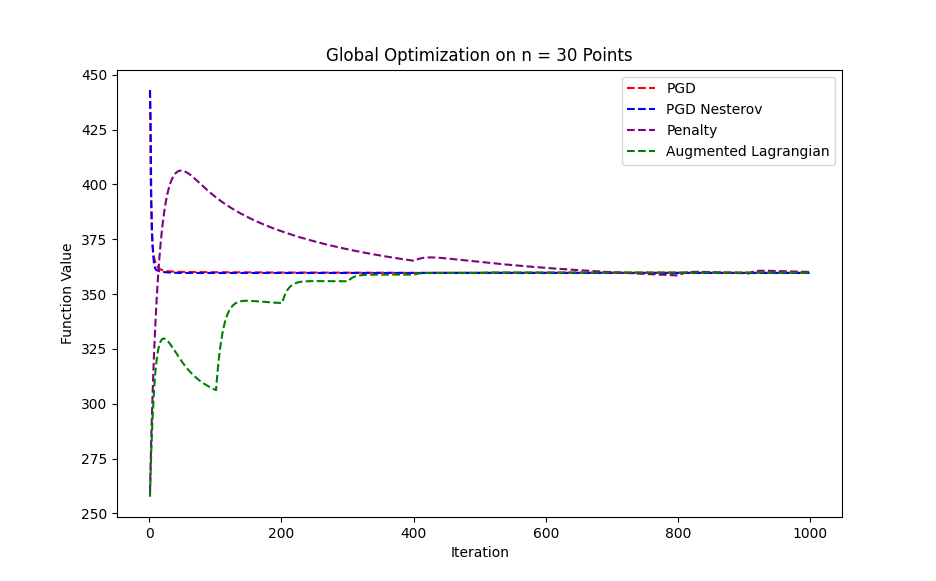 Global Optimization on n = 30 Points
450
425
400
375
350
325
300
275
250
Function Value
PGD
PGD Nesterov
Penalty
Augmented Lagrangian
0
200
400
600
800
1000
Iteration